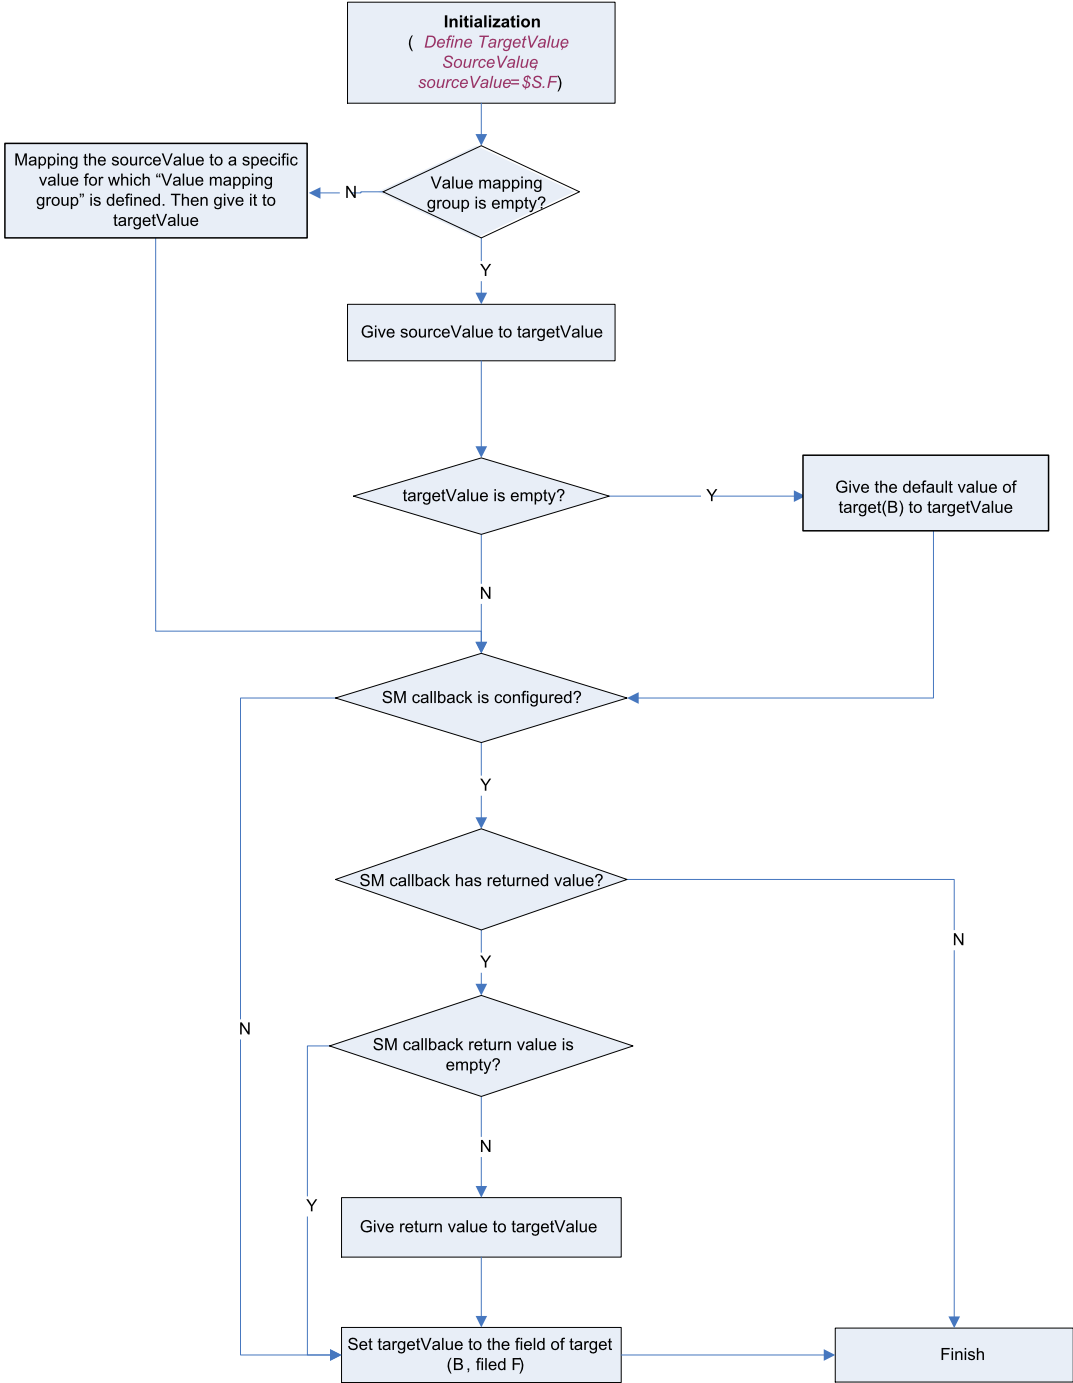 Initialization
( Define TargetValue,
SourceValue,
sourceValue=$S.F)
Mapping the sourceValue to a specific
value for which “Value mapping
group” is defined. Then give it to
targetValue
N
Value mapping
group is empty?
Y
Give sourceValue to targetValue
targetValue is empty?
Y
Give the default value of
target(B) to targetValue
N
SM callback is configured?
Y
SM callback has returned value?
N
Y
N
SM callback return value is
empty?
N
Y
Give return value to targetValue
Set targetValue to the field of target
(B, filed F)
Finish